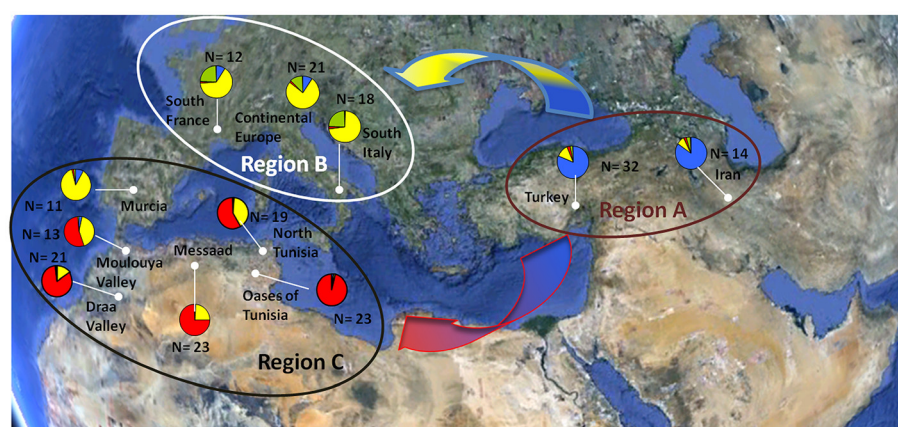 N= 12
South
France
N= 21
Continental
Europe
N= 18
South
Italy
Region B
N= 32
Turkey
N= 14
Iran
Region A
N= 11
Murcia
N= 13
Moulouya
Valley
N= 21
Draa
Valley
N= 19
North
Tunisia
Messaad
N= 23
Oases of
Tunisia
N= 23
Region C